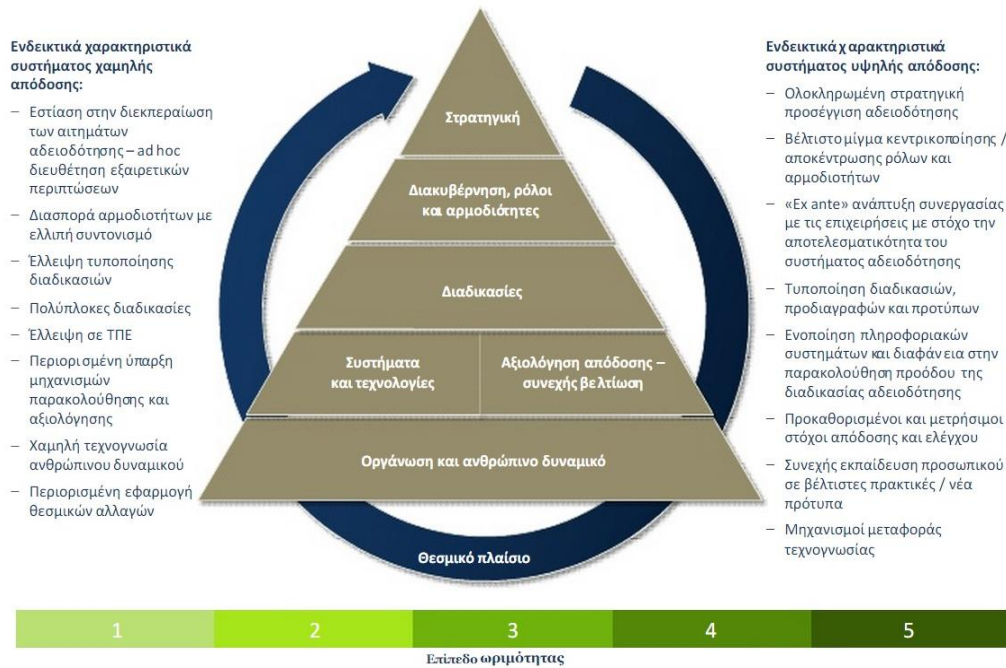 Ενδεικτικά χαρακτηριστικά
συστήματος χαμηλής
απόδοσης:
– Εστίαση στην διεκπεραίωση
των αιτημάτων
αδειοδότησης – ad hoc
διευθέτηση εξαιρετικών
περιπτώσεων
– Διασπορά αρμοδιοτήτων με
ελλιπή συντονισμό
– Έλλειψη τυποποίησης
διαδικασιών
– Πολύπλοκες διαδικασίες
– Έλλειψη σε ΤΠΕ
– Περιορισμένη ύπαρξη
μηχανισμών
παρακολούθησης και
αξιολόγησης
– Χαμηλή τεχνογνωσία
ανθρώπινου δυναμικού
– Περιορισμένη εφαρμογή
θεσμικών αλλαγών
Στρατηγική
Διακυβέρνηση, ρόλοι
και αρμοδιότητες
Διαδικασίες
Συστήματα
και τεχνολογίες
Αξιολόγηση απόδοσης –
συνεχής βελτίωση
Οργάνωση και ανθρώπινο δυναμικό
Θεσμικό πλαίσιο
Ενδεικτικά χαρακτηριστικά
συστήματος υψηλής απόδοσης:
– Ολοκληρωμένη στρατηγική
προσέγγιση αδειοδότησης
– Βέλτιστο μίγμα κεντρικοποίησης /
αποκέντρωσης ρόλων και
αρμοδιοτήτων
– «Ex ante» ανάπτυξη συνεργασίας
με τις επιχειρήσεις με στόχο την
αποτελεσματικότητα του
συστήματος αδειοδότησης
– Τυποποίηση διαδικασιών,
προδιαγραφών και προτύπων
– Ενοποίηση πληροφοριακών
συστημάτων και διαφάνεια στην
παρακολούθηση προόδου της
διαδικασίας αδειοδότησης
– Προκαθορισμένοι και μετρήσιμοι
στόχοι απόδοσης και ελέγχου
– Συνεχής εκπαίδευση προσωπικού
σε βέλτιστες πρακτικές / νέα
πρότυπα
– Μηχανισμοί μεταφοράς
τεχνογνωσίας
1 2 3 4 5
Επίπεδο ωριμότητας